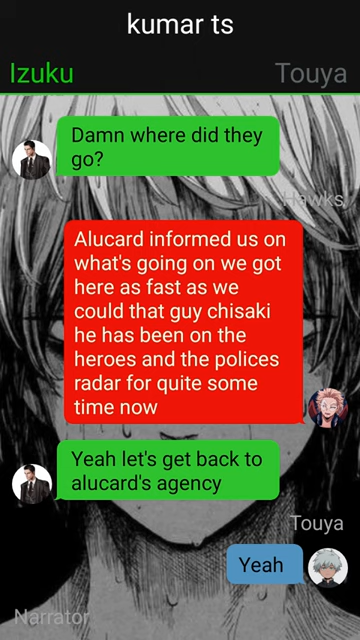 kumar ts
Izuku
Touya
Damn where did they
go?
Hawks
Alucard informed us on
what's going on we got
here as fast as we
could that guy chisaki
he has been on the
heroes and the polices
radar for quite some
time now
Yeah let's get back to
alucard's agency
Touya
Yeah
Narrator